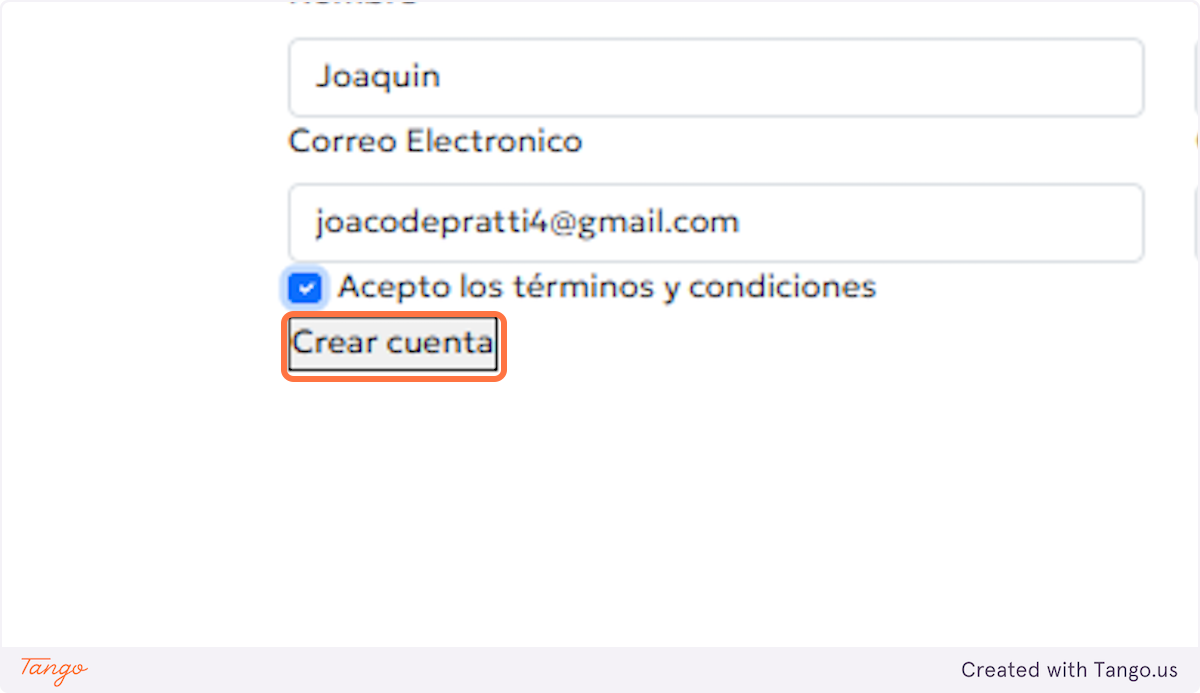 Joaquin
Correo Electronico
joacodepratti4@gmail.com
Acepto los términos y condiciones
Crear cuenta
Tango
Created with Tango.us